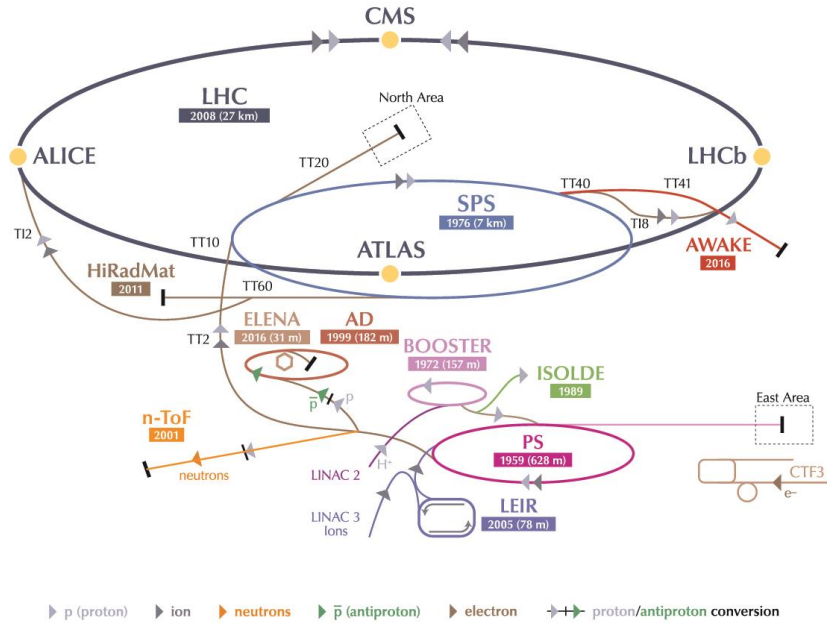 CMS
LHC
2008 (27 km)
North Area
ALICE
LHCb
TT20
TT40
TT41
SPS
1976 (7 km)
TI2
TT10
TI8
ATLAS
AWAKE
2016
HiRadMat
2011
TT60
TT2
ELENA
2016 (31 m)
AD
1999 (182 m)
BOOSTER
1972 (157 m)
ISOLDE
1989
p̅
p
East Area
n-ToF
2001
neutrons
PS
1959 (628 m)
H⁺
LINAC 2
CTF3
e–
LINAC 3
Ions
LEIR
2005 (78 m)
p (proton)
ion
neutrons
p̅ (antiproton)
electron
proton/antiproton conversion